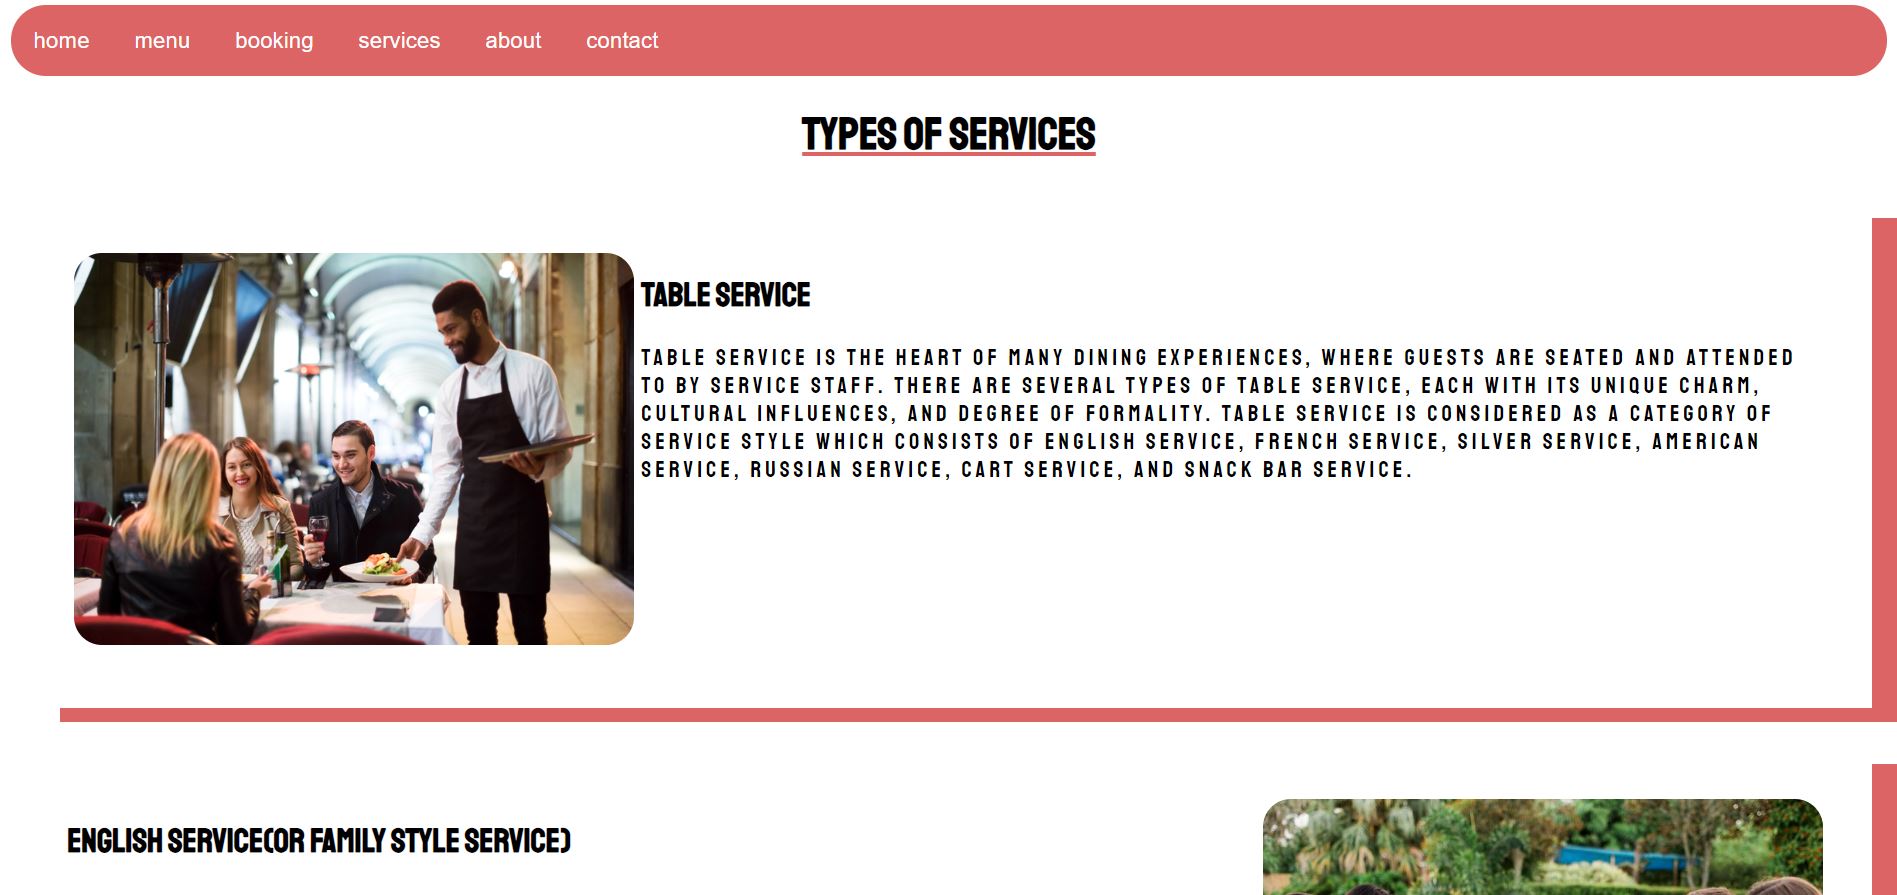 home menu booking services about contact
TYPES OF SERVICES
TABLE SERVICE
TABLE SERVICE IS THE HEART OF MANY DINING EXPERIENCES, WHERE GUESTS ARE SEATED AND ATTENDED
TO BY SERVICE STAFF. THERE ARE SEVERAL TYPES OF TABLE SERVICE, EACH WITH ITS UNIQUE CHARM,
CULTURAL INFLUENCES, AND DEGREE OF FORMALITY. TABLE SERVICE IS CONSIDERED AS A CATEGORY OF
SERVICE STYLE WHICH CONSISTS OF ENGLISH SERVICE, FRENCH SERVICE, SILVER SERVICE, AMERICAN
SERVICE, RUSSIAN SERVICE, CART SERVICE, AND SNACK BAR SERVICE.
ENGLISH SERVICE(OR FAMILY STYLE SERVICE)